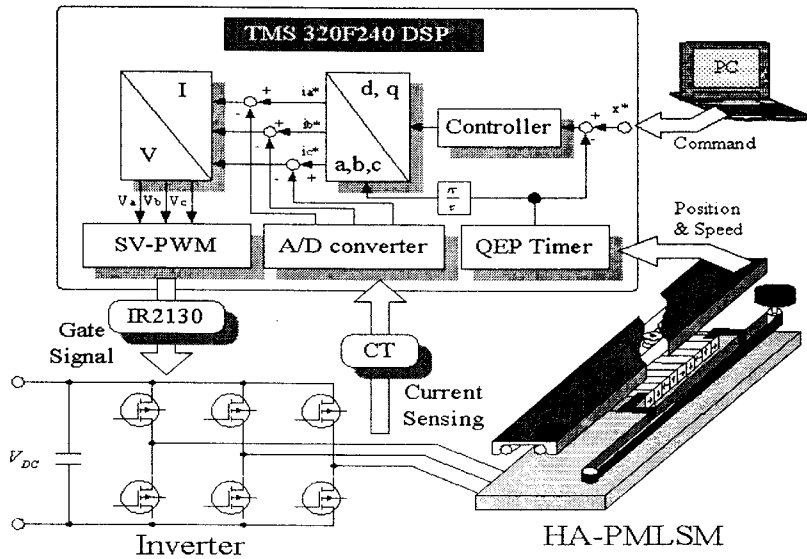 TMS 320F240 DSP
PC
I
V
ia*
ib*
ic*
+
-
+
-
+
-
d, q
a,b,c
Controller
+
-
x*
Command
π
τ
Va
Vb
Vc
SV-PWM
A/D converter
QEP Timer
Position
& Speed
IR2130
Gate
Signal
CT
Current
Sensing
VDC
Inverter
HA-PMLSM